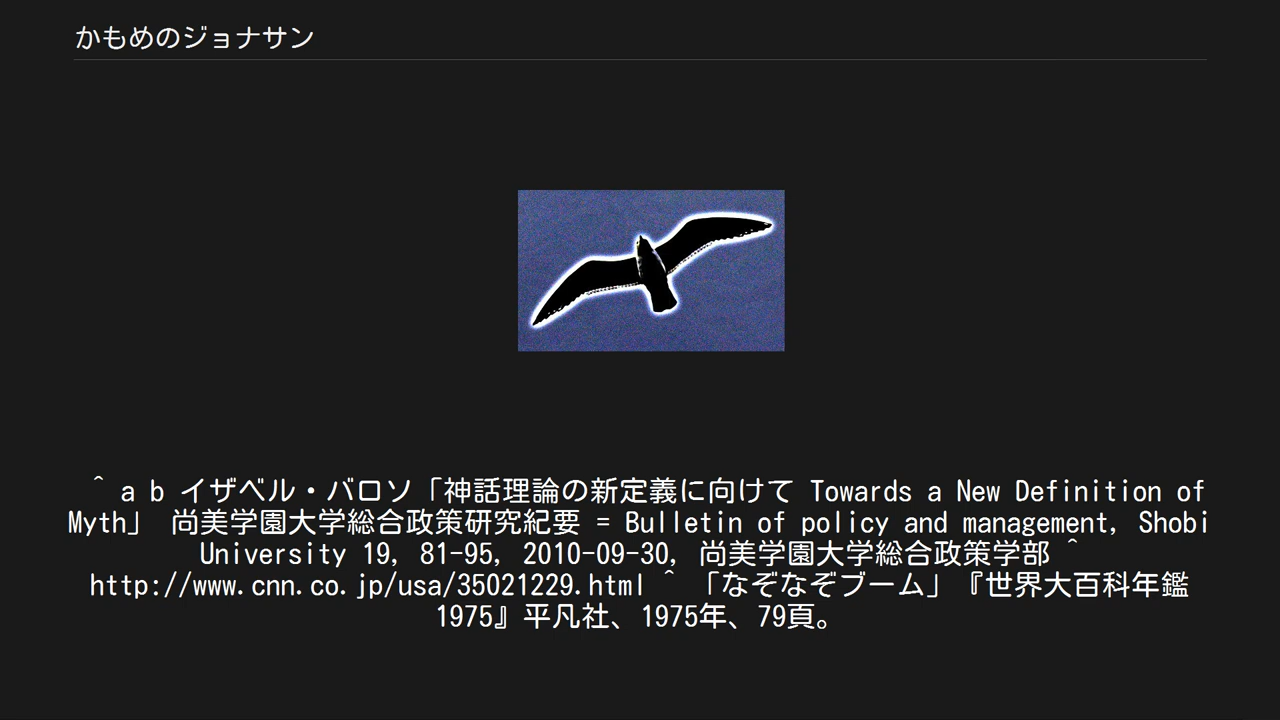 かもめのジョナサン
^ a b イザベル・バロソ「神話理論の新定義に向けて Towards a New Definition of
Myth」 尚美学園大学総合政策研究紀要 = Bulletin of policy and management, Shobi
University 19, 81-95, 2010-09-30, 尚美学園大学総合政策学部 ^
http://www.cnn.co.jp/usa/35021229.html ^ 「なぞなぞブーム」『世界大百科年鑑
1975』平凡社、1975年、79頁。